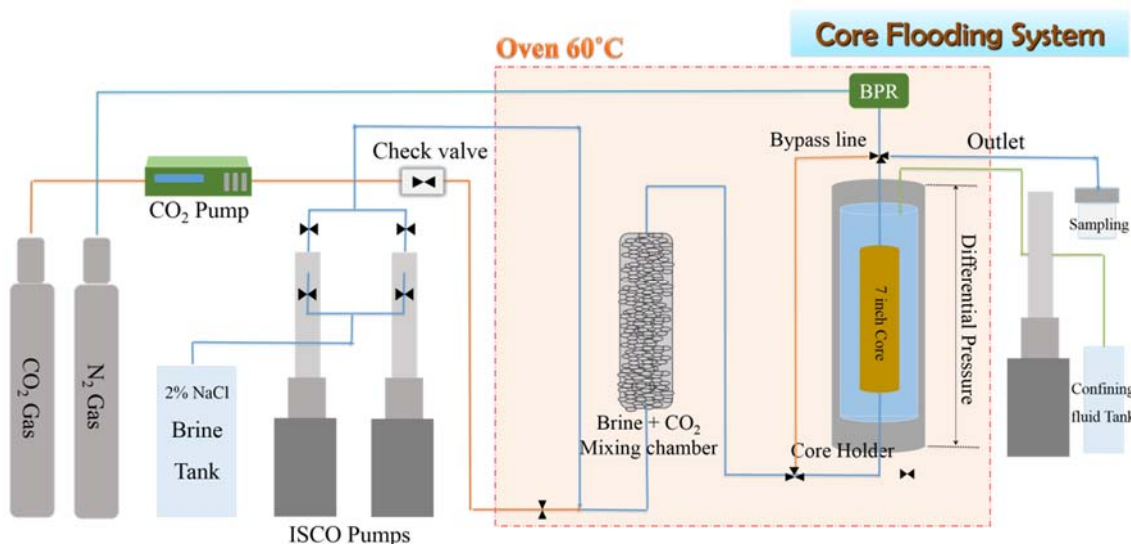 Core Flooding System
Oven 60°C
BPR
Bypass line
Outlet
Check valve
CO₂ Pump
Sampling
CO₂ Gas
N₂ Gas
2% NaCl
Brine
Tank
ISCO Pumps
Brine + CO₂
Mixing chamber
7 inch Core
Core Holder
Differential Pressure
Confining
fluid Tank